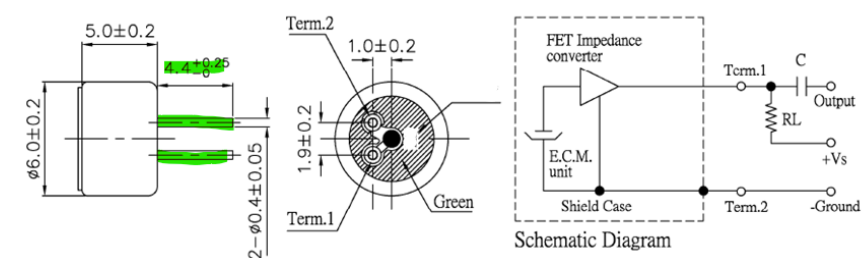 5.0±0.2
4.4+0.25 -0
ø6.0±0.2
2-ø0.4±0.05
Term.2
1.0±0.2
1.9±0.2
Term.1
Green
FET Impedance
converter
E.C.M.
unit
Shield Case
Term.1
C
Output
RL
+Vs
Term.2
-Ground
Schematic Diagram